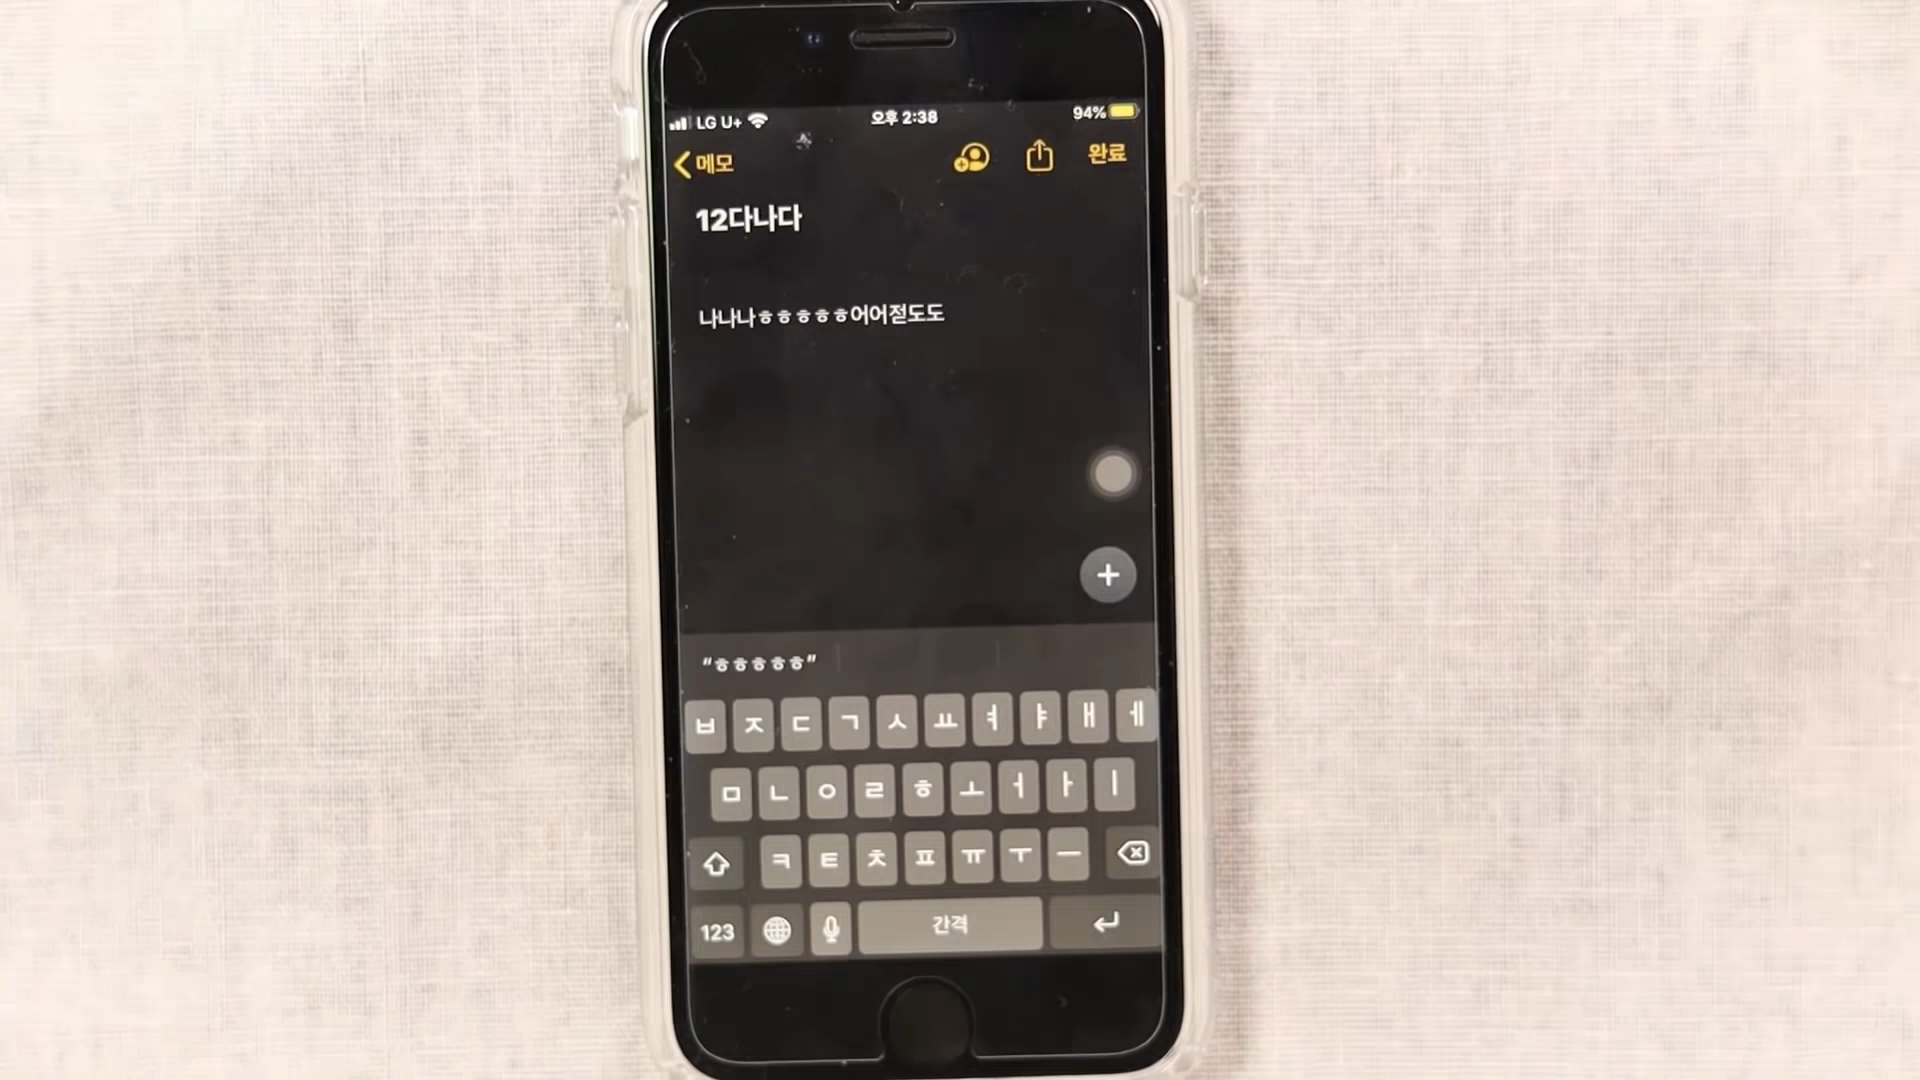 LG U+ 오후 2:38 94%
메모 완료
12다나다
나나나ㅎㅎㅎㅎㅎ어어젇도도
“ㅎㅎㅎㅎㅎ”
ㅂ ㅈ ㄷ ㄱ ㅅ ㅛ ㅕ ㅑ ㅐ ㅔ
ㅁ ㄴ ㅇ ㄹ ㅎ ㅗ ㅓ ㅏ ㅣ
ㅋ ㅌ ㅊ ㅍ ㅠ ㅜ ㅡ
123 간격